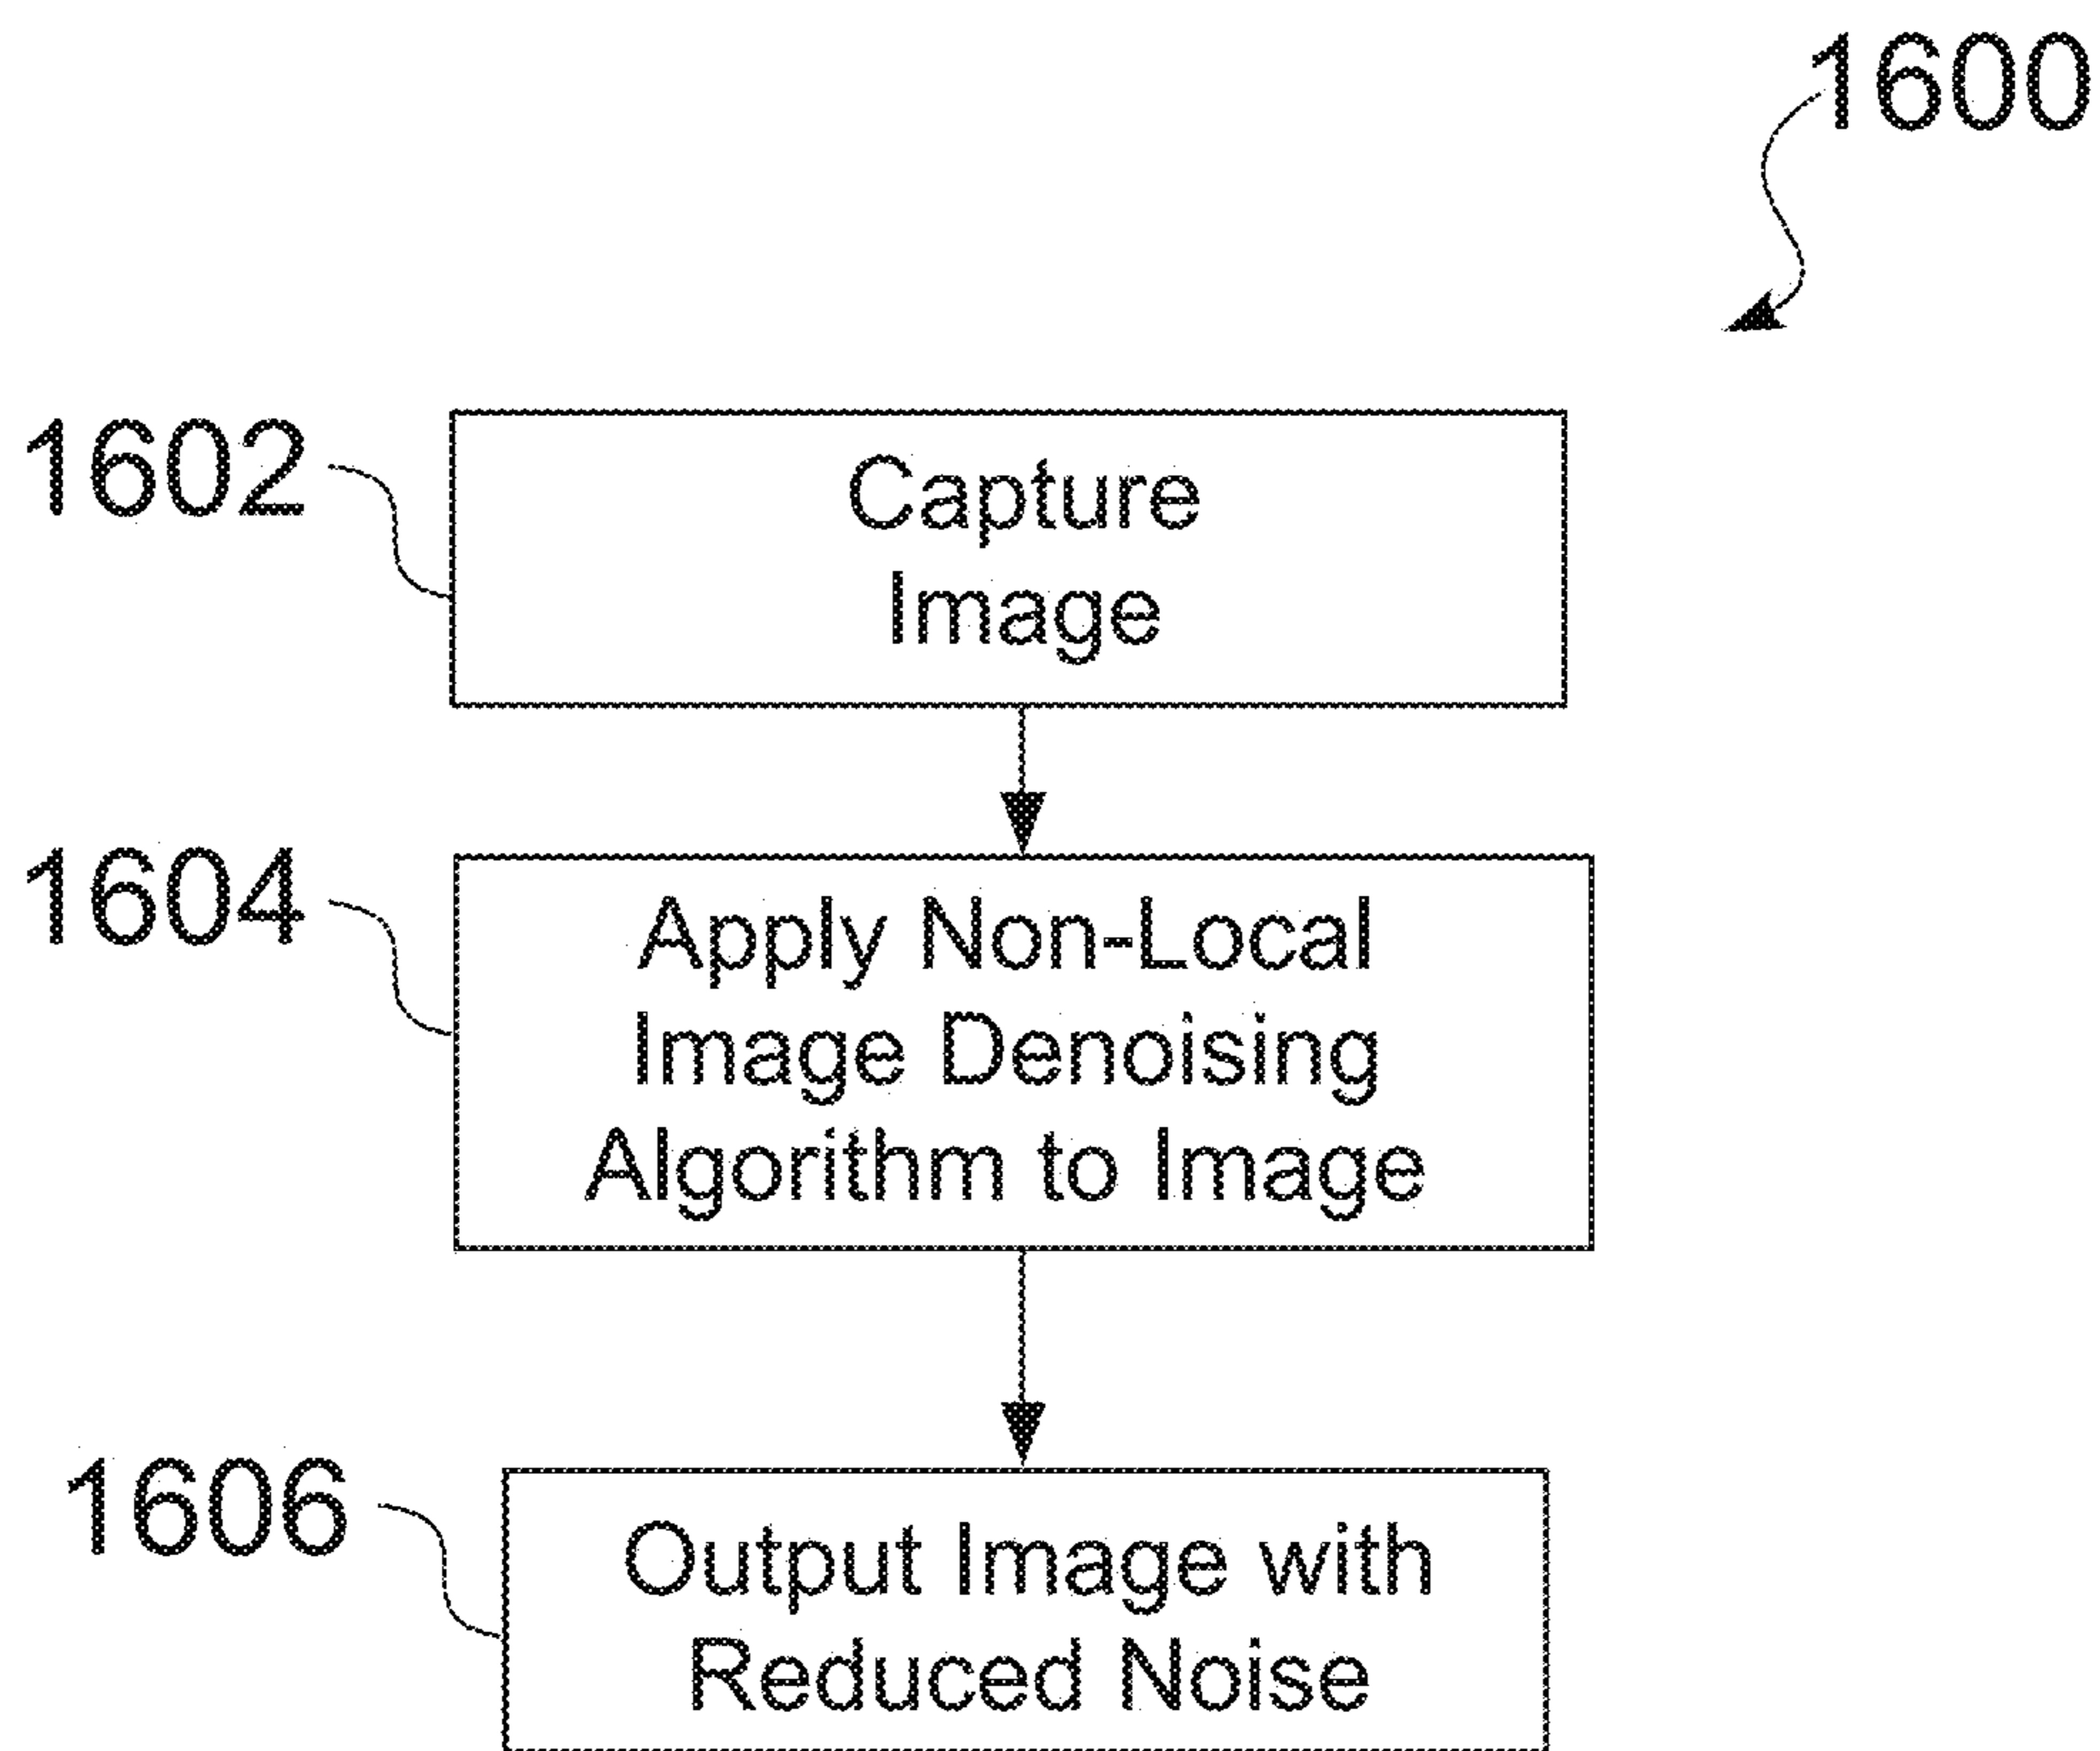 1600
1602
Capture
Image
1604
Apply Non-Local
Image Denoising
Algorithm to Image
1606
Output Image with
Reduced Noise